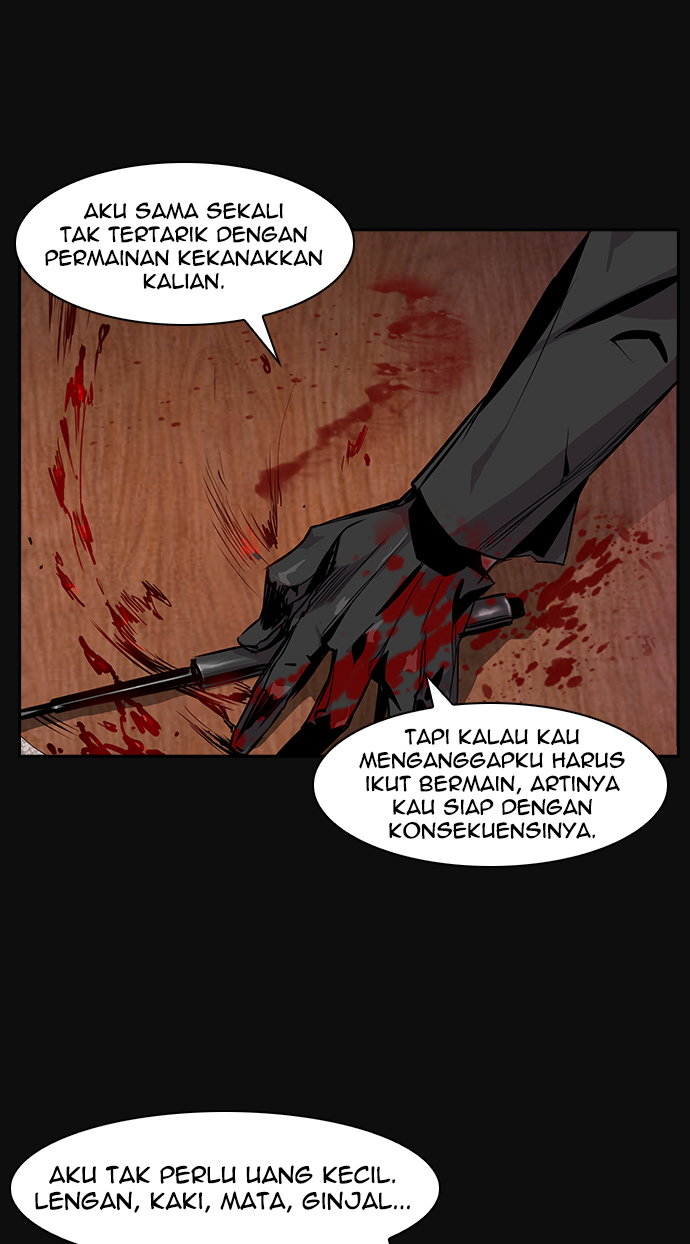 AKU SAMA SEKALI
TAK TERTARIK DENGAN
PERMAINAN KEKANAKKAN
KALIAN.
TAPI KALAU KAU
MENGANGGAPKU HARUS
IKUT BERMAIN, ARTINYA
KAU SIAP DENGAN
KONSEKUENSINYA.
AKU TAK PERLU UANG KECIL.
LENGAN, KAKI, MATA, GINJAL...